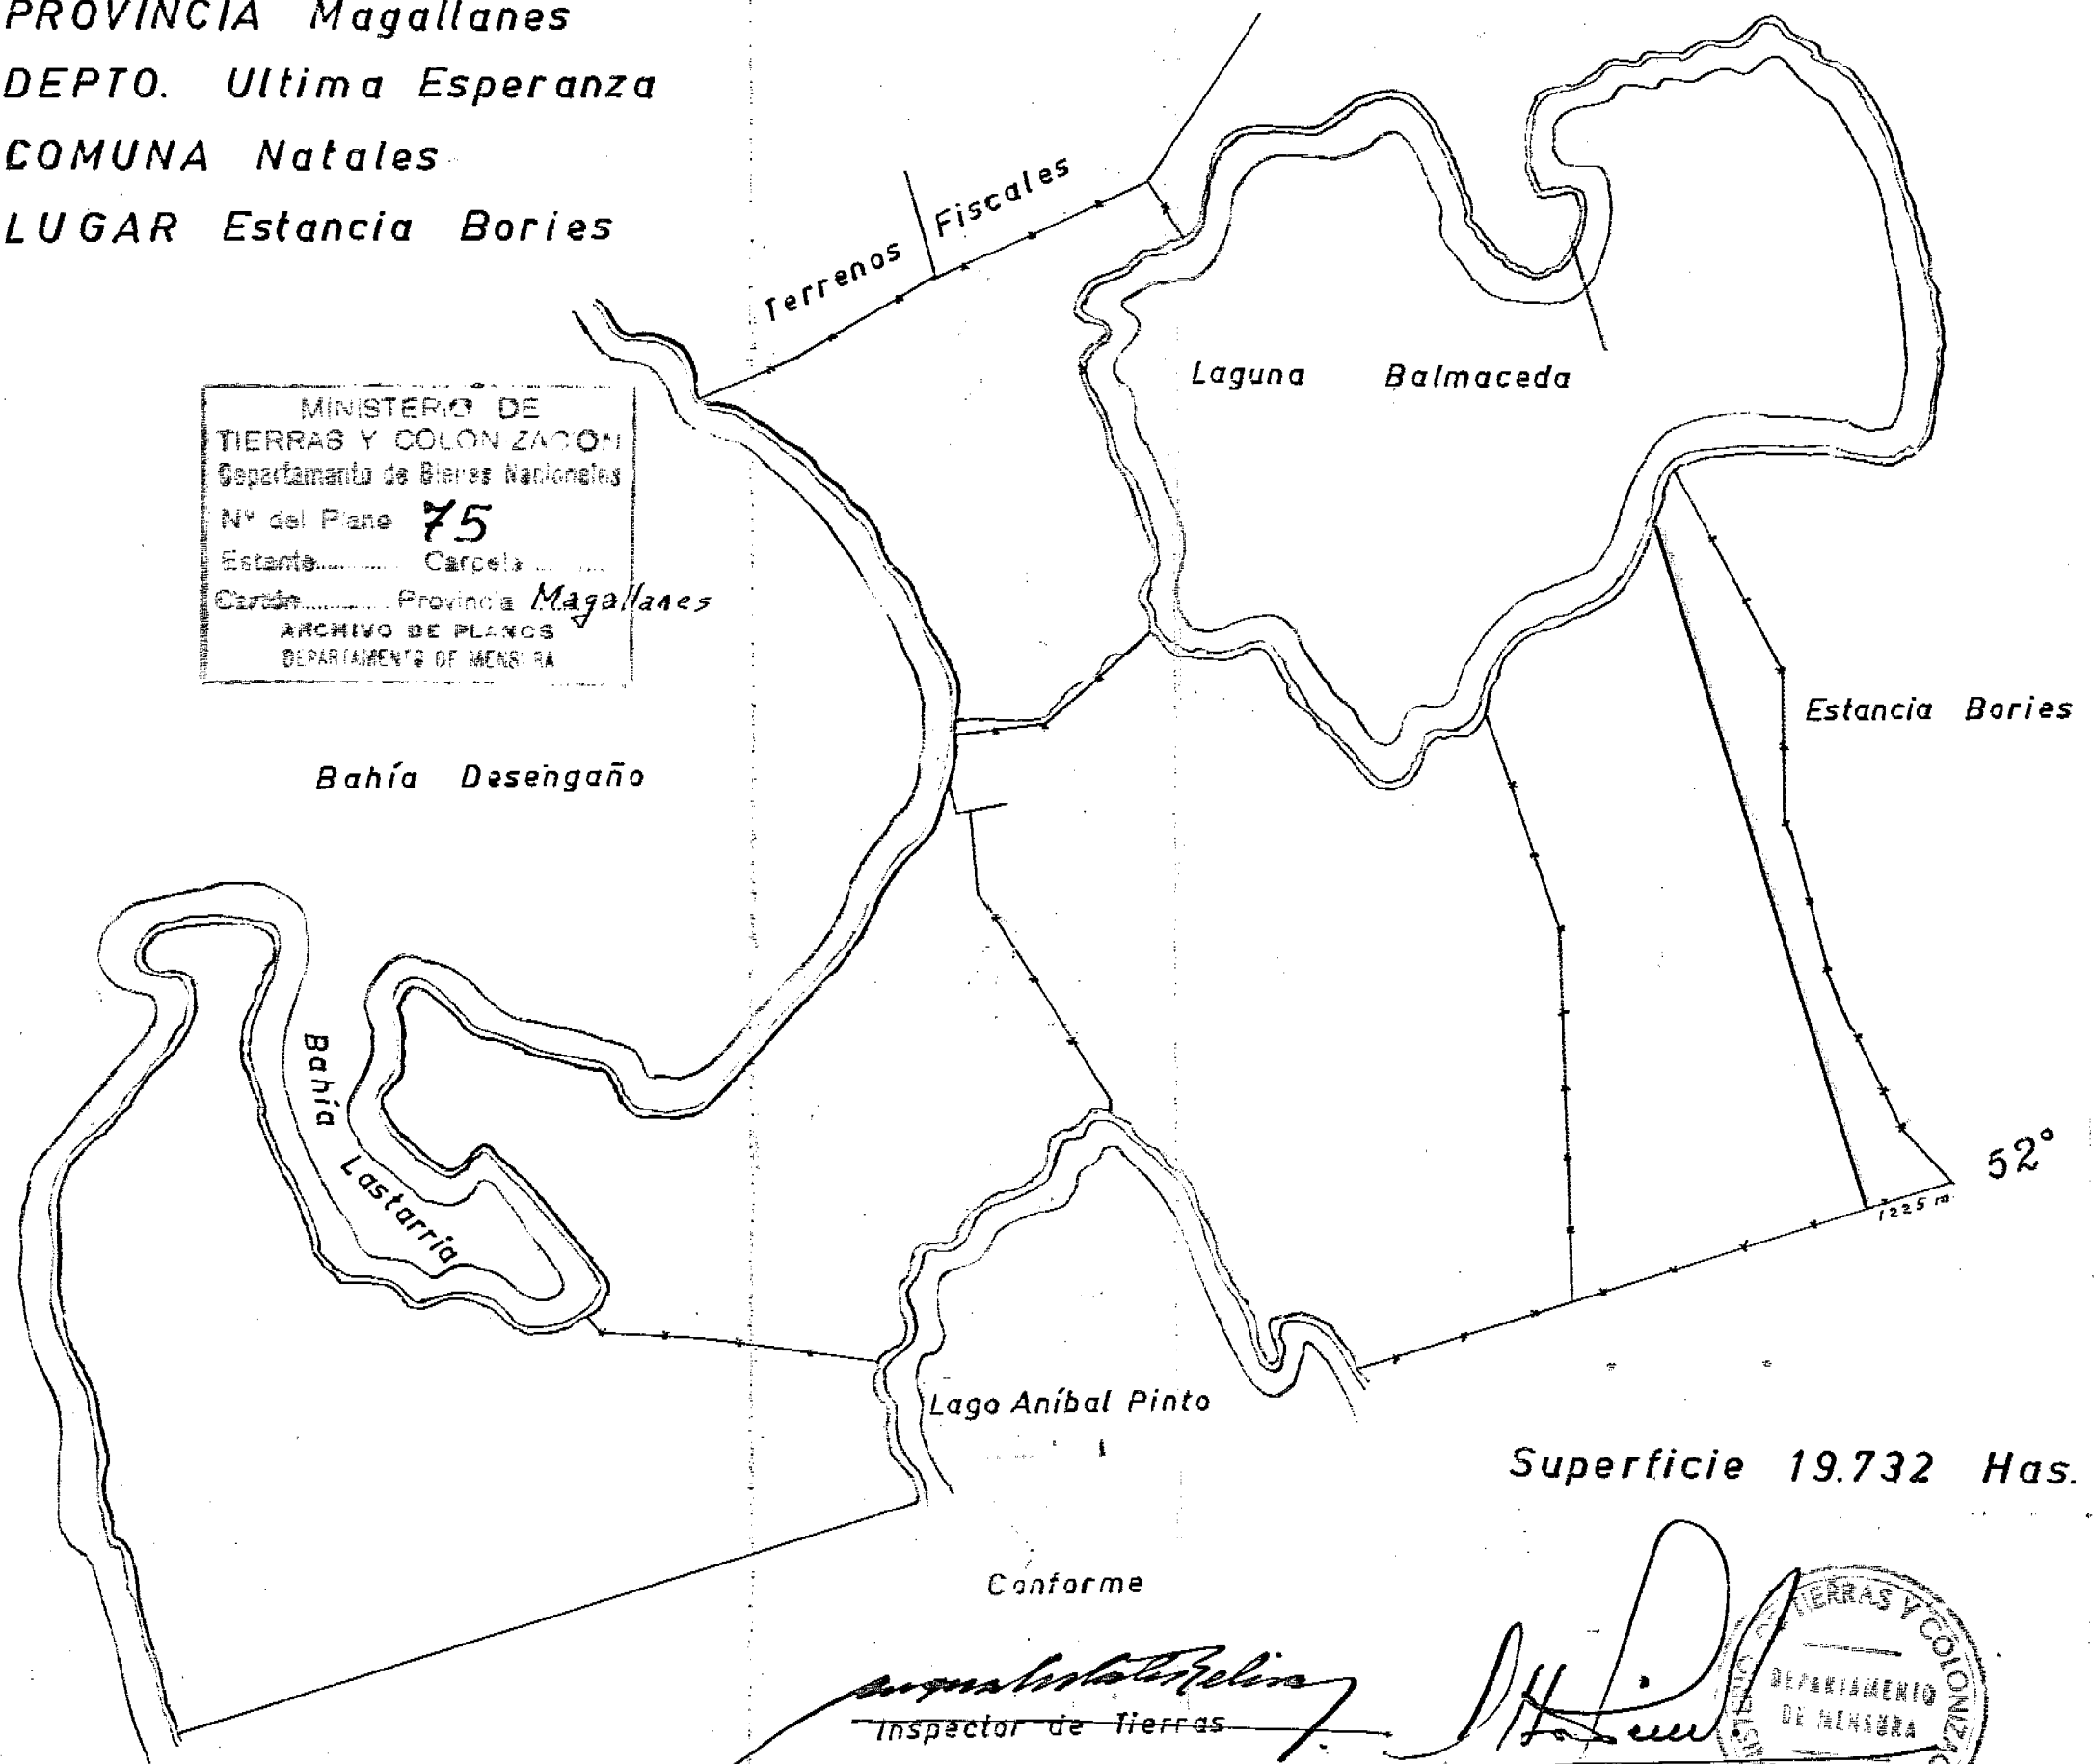 PROVINCIA Magallanes
DEPTO. Ultima Esperanza
COMUNA Natales
LUGAR Estancia Bories
Terrenos Fiscales
Laguna Balmaceda
MINISTERIO DE
TIERRAS Y COLONIZACION
Departamento de Bienes Nacionales
Nº del Plano 75
Estante.......... Carpeta .......
Cartón.......... Provincia Magallanes
ARCHIVO DE PLANOS
DEPARTAMENTO DE MENSURA
Estancia Bories
Bahía Desengaño
Bahía
Lastarria
52°
1225 m
Lago Aníbal Pinto
Superficie 19.732 Has.
Conforme
Inspector de Tierras
TIERRAS Y COLONIZAC
DEPARTAMENTO
DE MENSURA